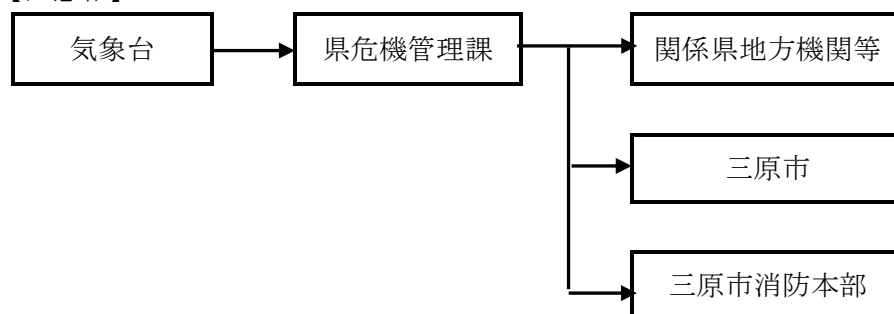 気象台
県危機管理課
関係県地方機関等
三原市
三原市消防本部